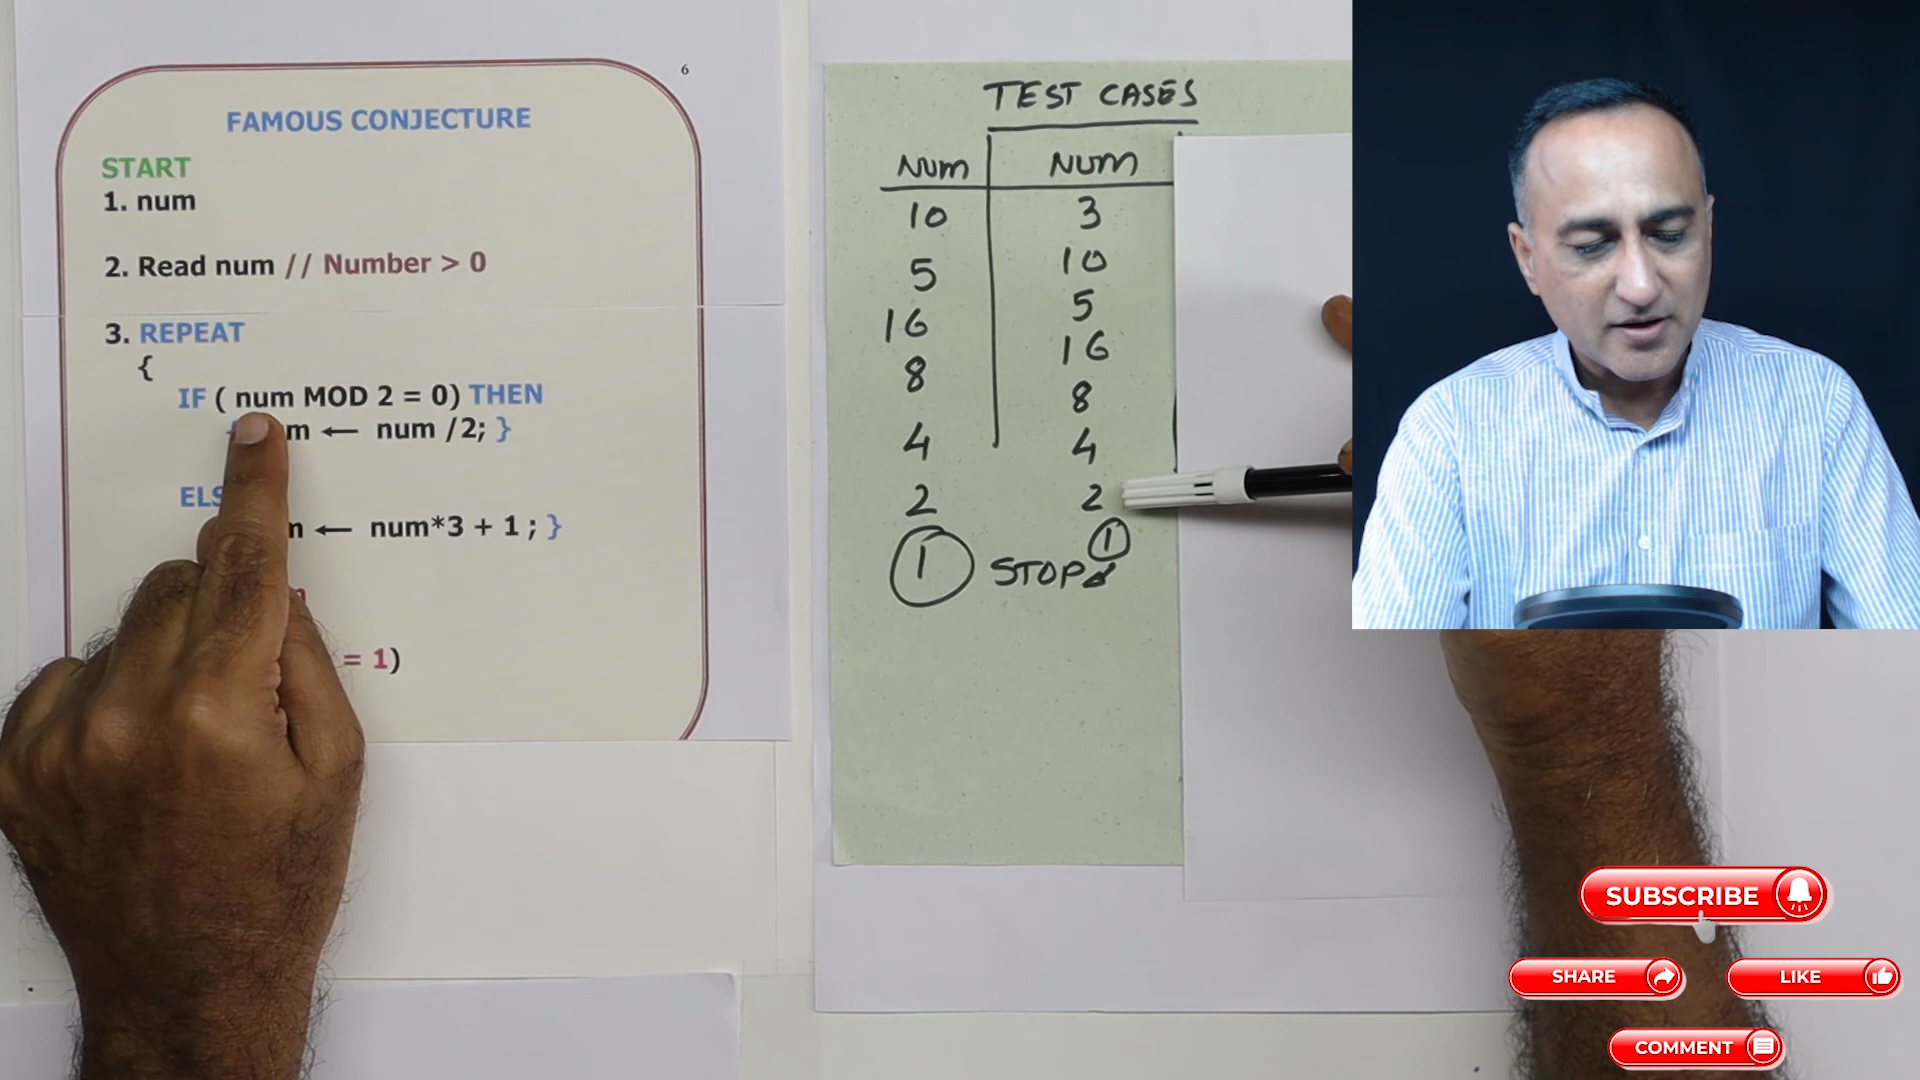 6
FAMOUS CONJECTURE
START
1. num
2. Read num // Number > 0
3. REPEAT
{
IF ( num MOD 2 = 0) THEN
← num /2; }
← num*3 + 1 ; }
= 1)
TEST CASES
NUM NUM
10 3
5 10
16 5
8 16
4 8
2 4
1 2
STOP 1
SUBSCRIBE
SHARE
LIKE
COMMENT